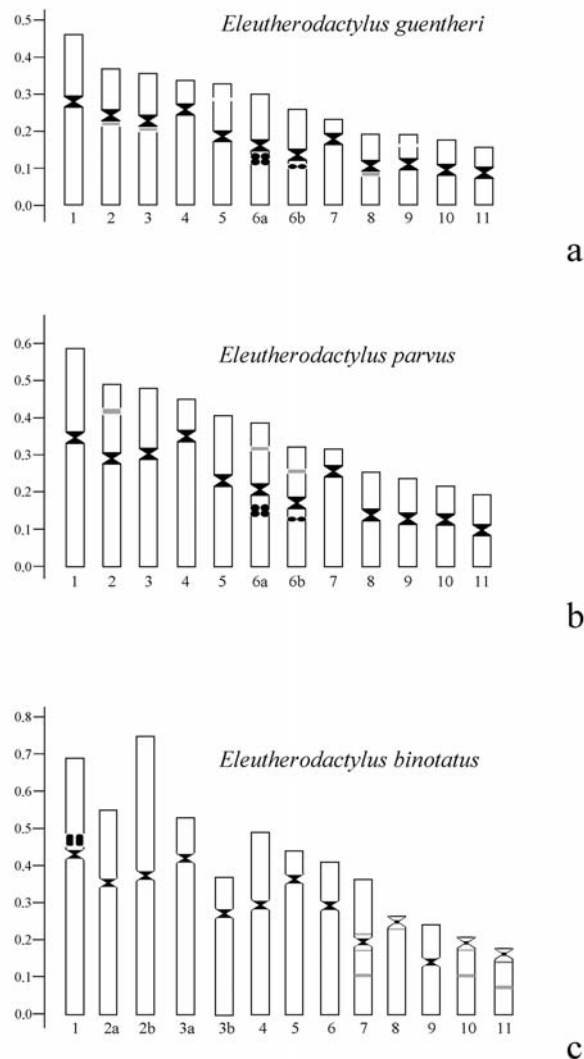 Eleutherodactylus guentheri
0.5
0.4
0.3
0.2
0.1
0.0
1 2 3 4 5 6a 6b 7 8 9 10 11
a
Eleutherodactylus parvus
0.6
0.5
0.4
0.3
0.2
0.1
0.0
1 2 3 4 5 6a 6b 7 8 9 10 11
b
Eleutherodactylus binotatus
0.8
0.7
0.6
0.5
0.4
0.3
0.2
0.1
0.0
1 2a 2b 3a 3b 4 5 6 7 8 9 10 11
c